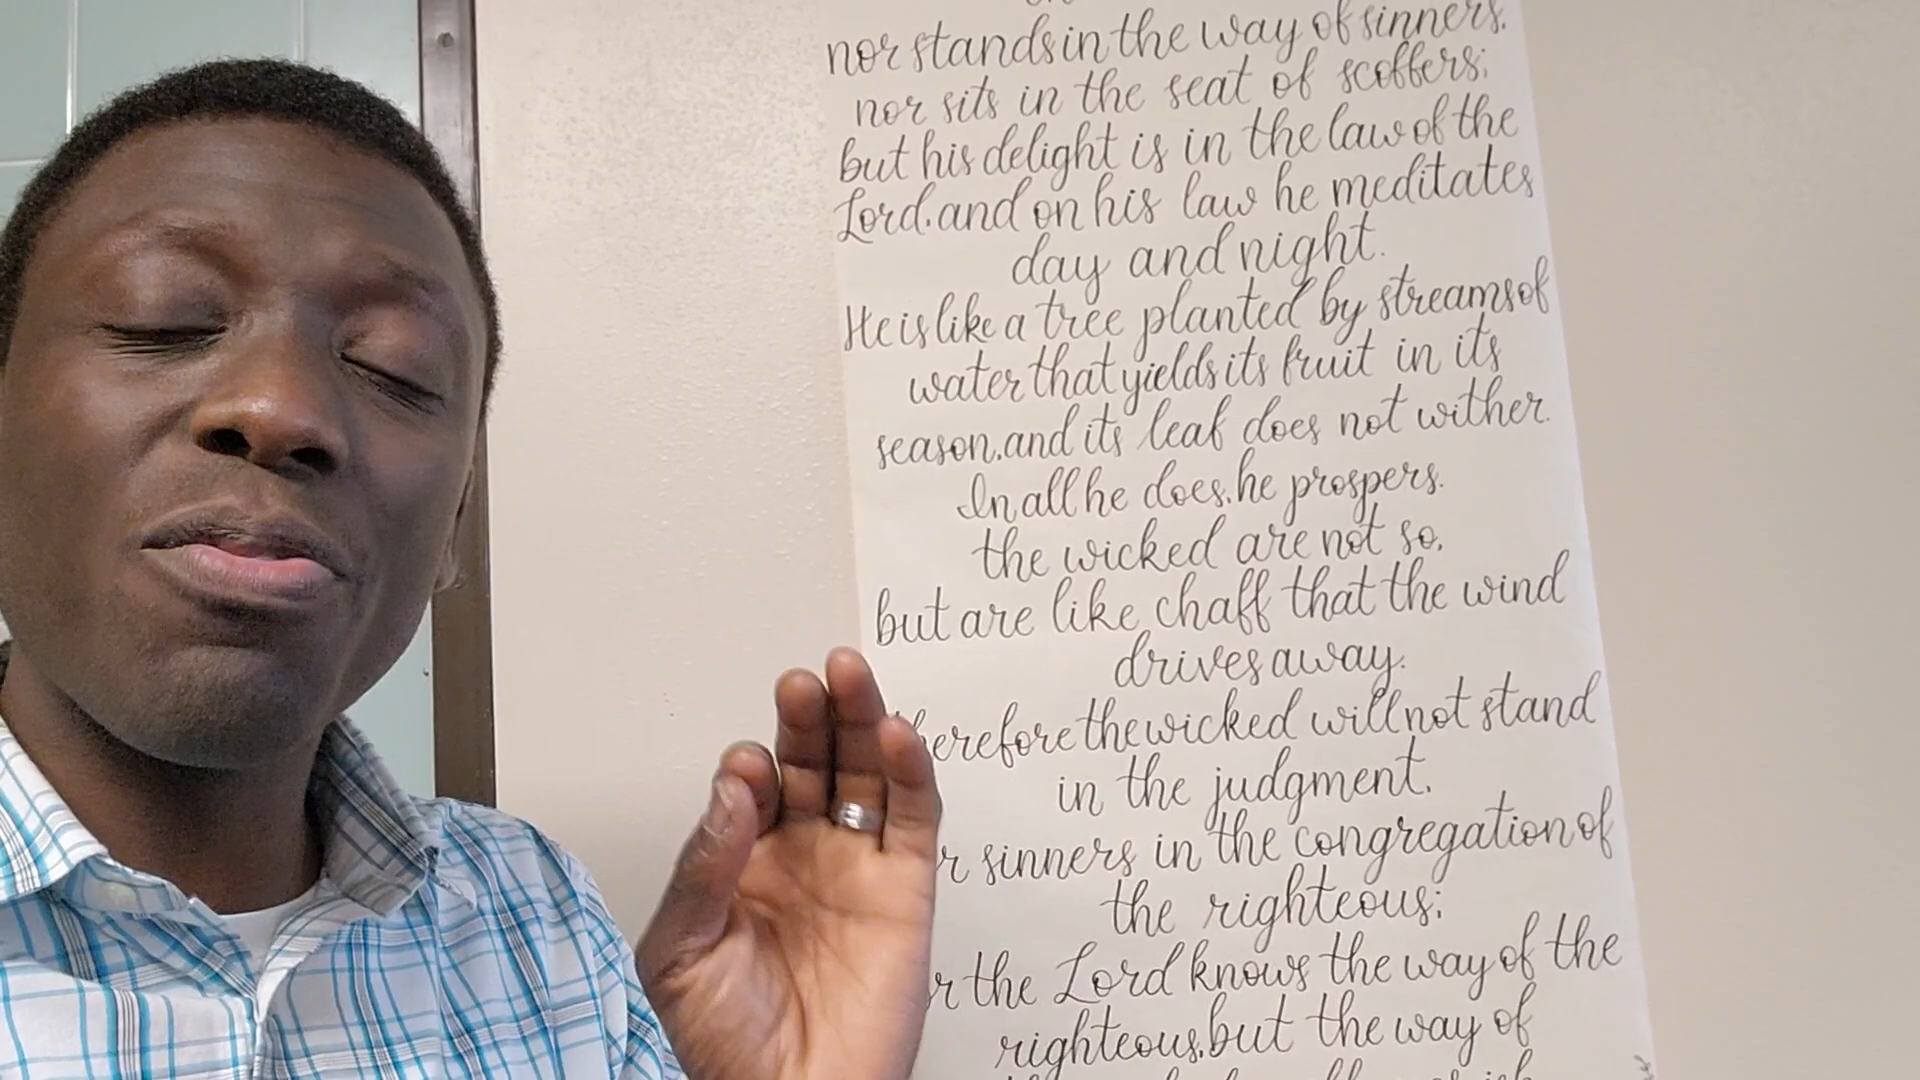 nor stands in the way of sinners.
nor sits in the seat of scoffers;
but his delight is in the law of the
Lord. and on his law he meditates
day and night.
He is like a tree planted by streams of
water that yields its fruit in its
season. and its leaf does not wither.
In all he does. he prospers.
the wicked are not so.
but are like chaff that the wind
drives away.
herefore the wicked will not stand
in the judgment.
r sinners in the congregation of
the righteous;
r the Lord knows the way of the
righteous. but the way of